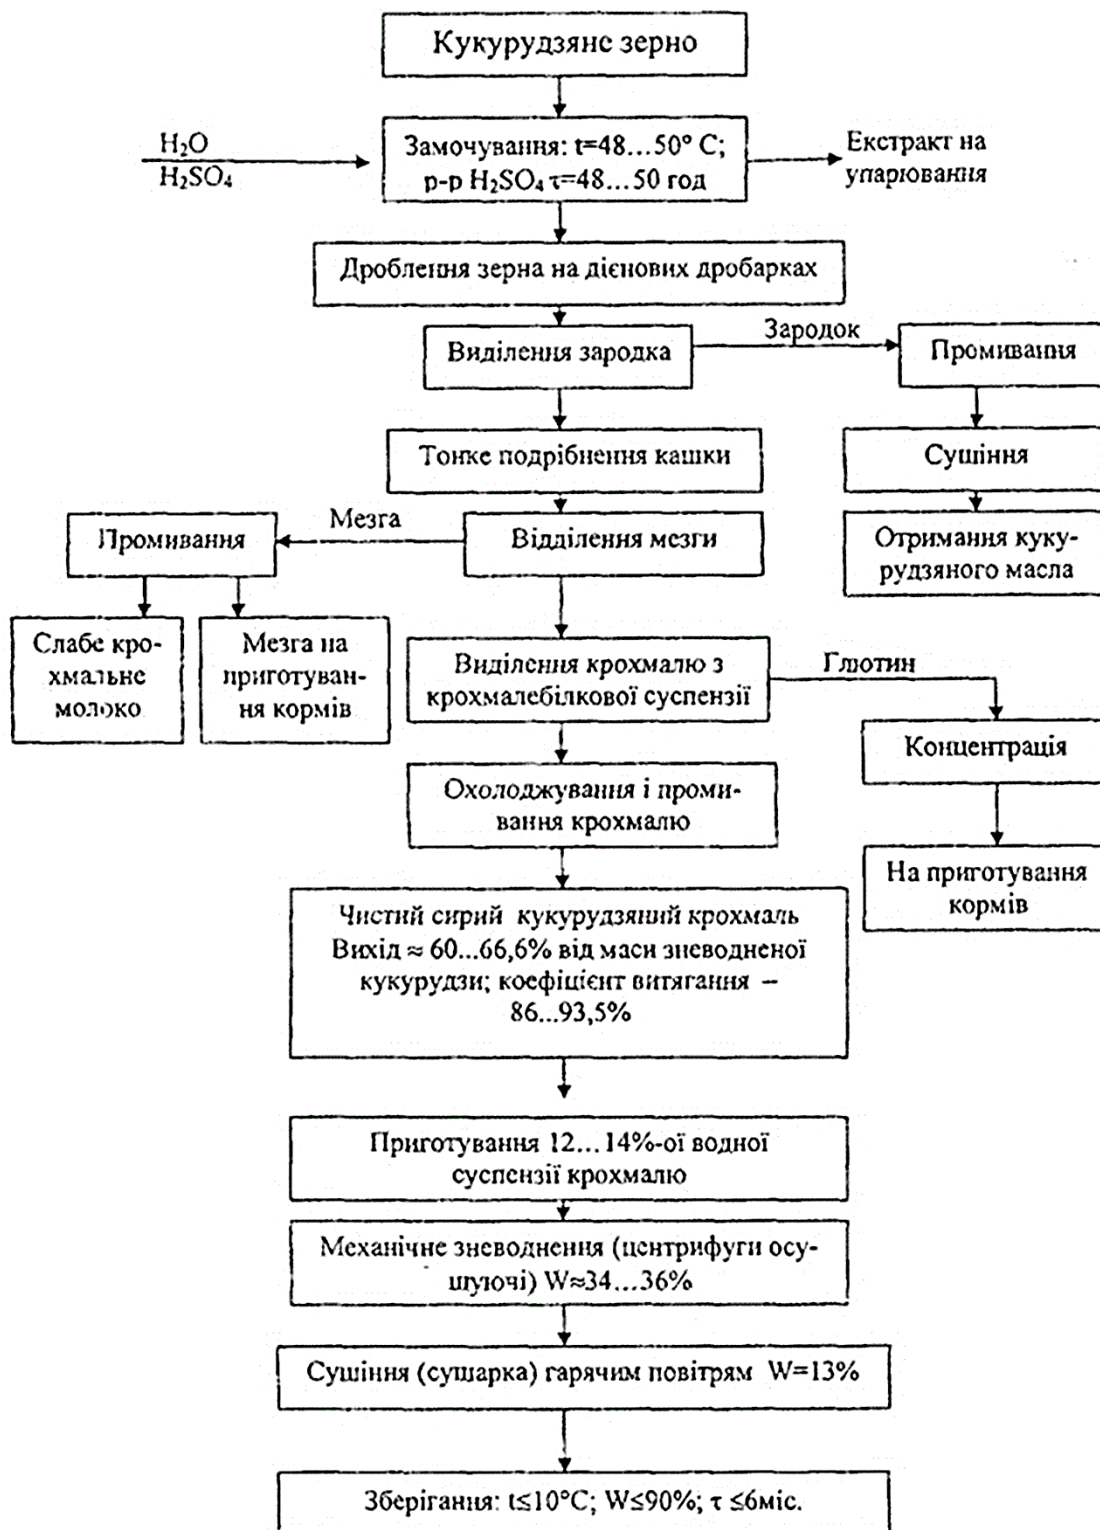 Кукурудзяне зерно
H₂O
H₂SO₄
Замочування: t=48...50° С;
р-р H₂SO₄ τ=48...50 год
Екстракт на
упарювання
Дроблення зерна на дієнових дробарках
Виділення зародка
Зародок
Промивання
Тонке подрібнення кашки
Сушіння
Промивання
Мезга
Відділення мезги
Отримання куку-
рудзяного масла
Слабе кро-
хмальне
молоко
Мезга на
приготуван-
ня кормів
Виділення крохмалю з
крохмалебілкової суспензії
Глютин
Концентрація
Охолоджування і проми-
вання крохмалю
На приготування
кормів
Чистий сирий кукурудзяний крохмаль
Вихід ≈ 60...66,6% від маси зневодненої
кукурудзи; коефіцієнт витягання –
86...93,5%
Приготування 12...14%-ої водної
суспензії крохмалю
Механічне зневоднення (центрифуги осу-
шуючі) W≈34...36%
Сушіння (сушарка) гарячим повітрям W=13%
Зберігання: t≤10°С; W≤90%; τ ≤6міс.